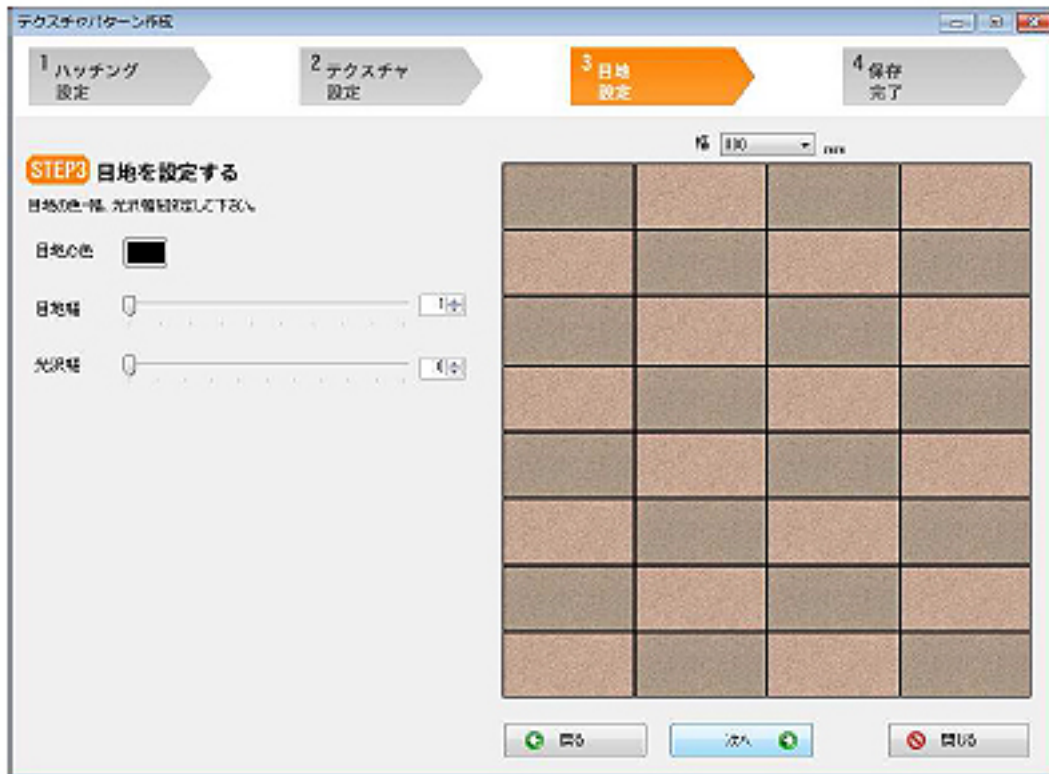 テクスチャパターン作成
1 ハッチング
設定
2 テクスチャ
設定
3 目地
設定
4 保存
完了
幅 mm
STEP3 目地を設定する
目地の色・幅、光沢幅を設定して下さい。
目地の色
目地幅 1
光沢幅
戻る
次へ
閉じる